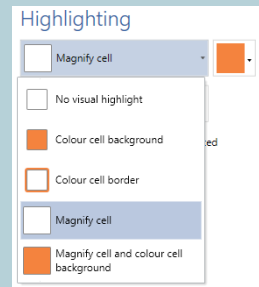 Highlighting
Magnify cell
No visual highlight
Colour cell background
ed
Colour cell border
Magnify cell
Magnify cell and colour cell
background